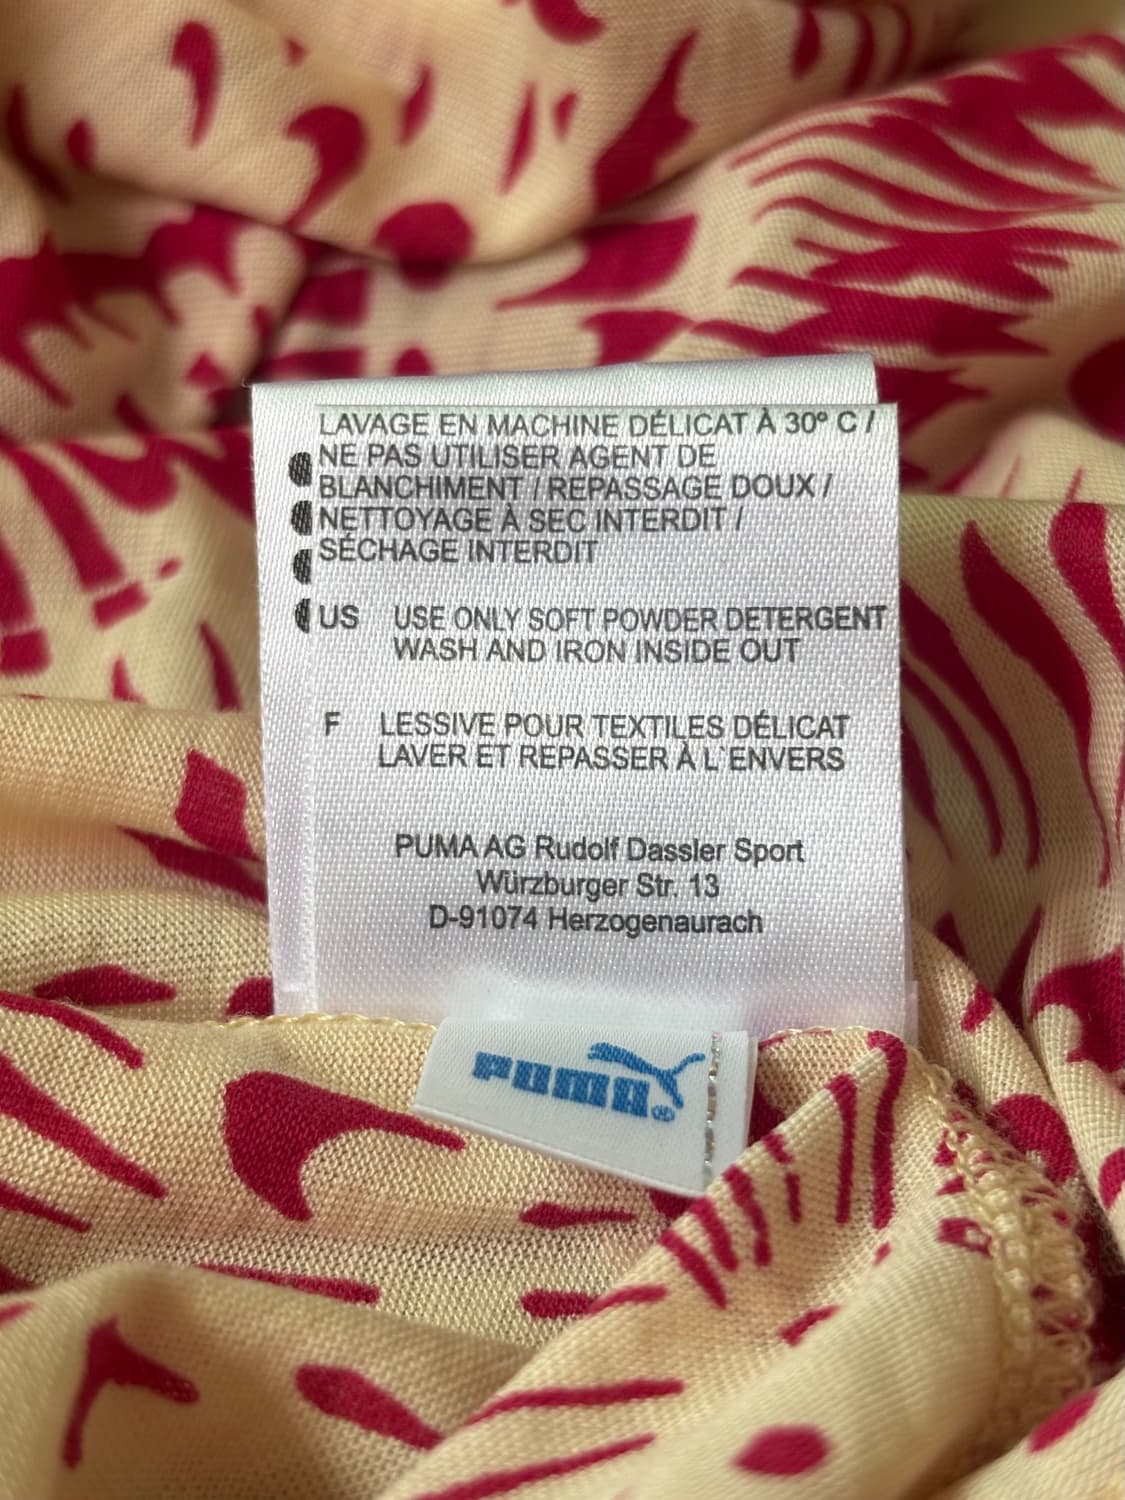 LAVAGE EN MACHINE DÉLICAT À 30º C /
NE PAS UTILISER AGENT DE
BLANCHIMENT / REPASSAGE DOUX /
NETTOYAGE À SEC INTERDIT /
SÉCHAGE INTERDIT
US USE ONLY SOFT POWDER DETERGENT
WASH AND IRON INSIDE OUT
F LESSIVE POUR TEXTILES DÉLICAT
LAVER ET REPASSER À L`ENVERS
PUMA AG Rudolf Dassler Sport
Würzburger Str. 13
D-91074 Herzogenaurach
PUMA®